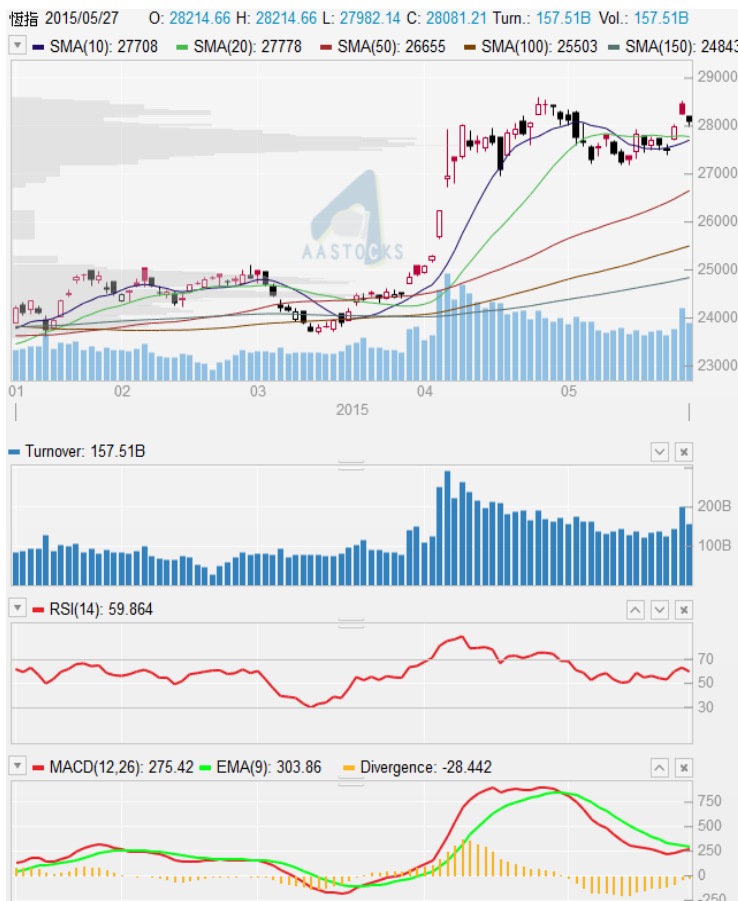 恆指 2015/05/27 O: 28214.66 H: 28214.66 L: 27982.14 C: 28081.21 Turn.: 157.51B Vol.: 157.51B
SMA(10): 27708 SMA(20): 27778 SMA(50): 26655 SMA(100): 25503 SMA(150): 24843
29000
28000
27000
26000
AASTOCKS
25000
24000
23000
01 02 03 04 05
2015
Turnover: 157.51B
200B
100B
RSI(14): 59.864
70
50
30
MACD(12,26): 275.42 EMA(9): 303.86 Divergence: -28.442
750
500
250
0
-250